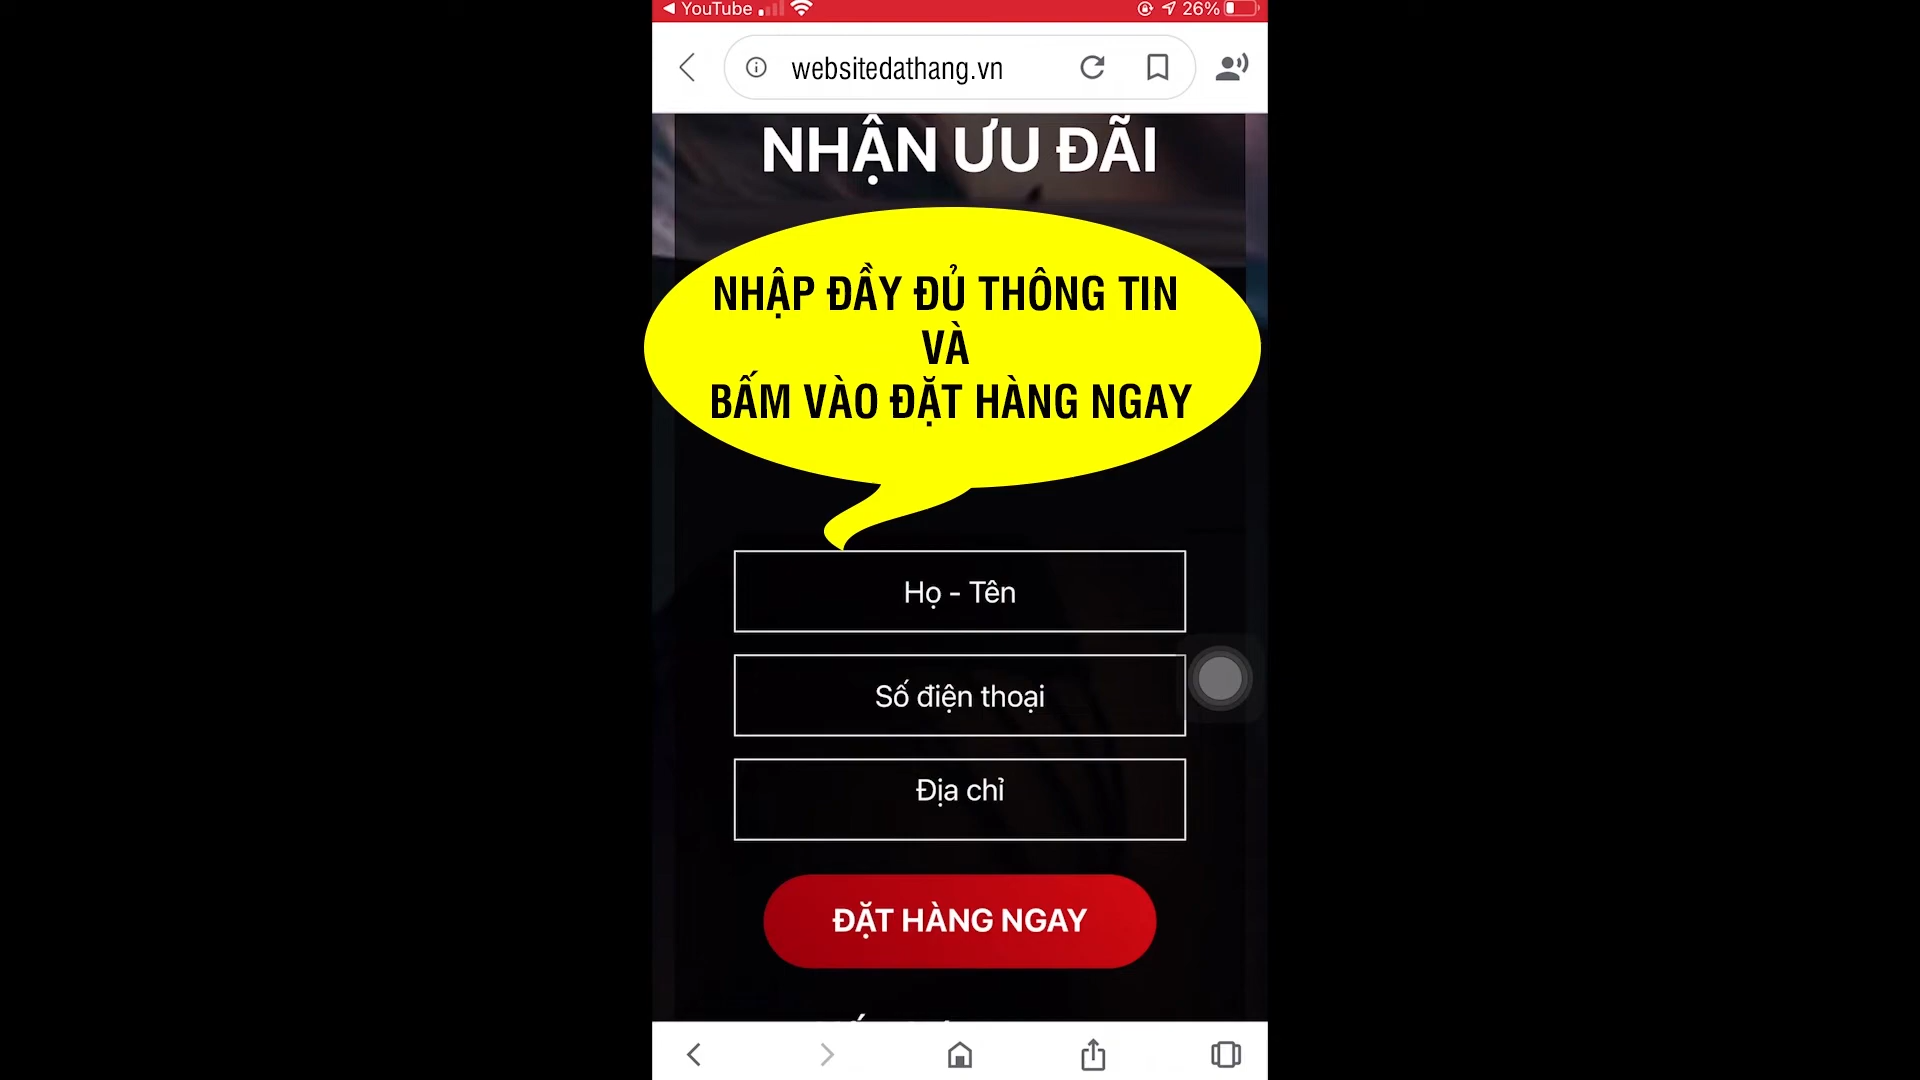 YouTube
26%
websitedathang.vn
NHẬN ƯU ĐÃI
NHẬP ĐẦY ĐỦ THÔNG TIN
VÀ
BẤM VÀO ĐẶT HÀNG NGAY
Họ - Tên
Số điện thoại
Địa chỉ
ĐẶT HÀNG NGAY